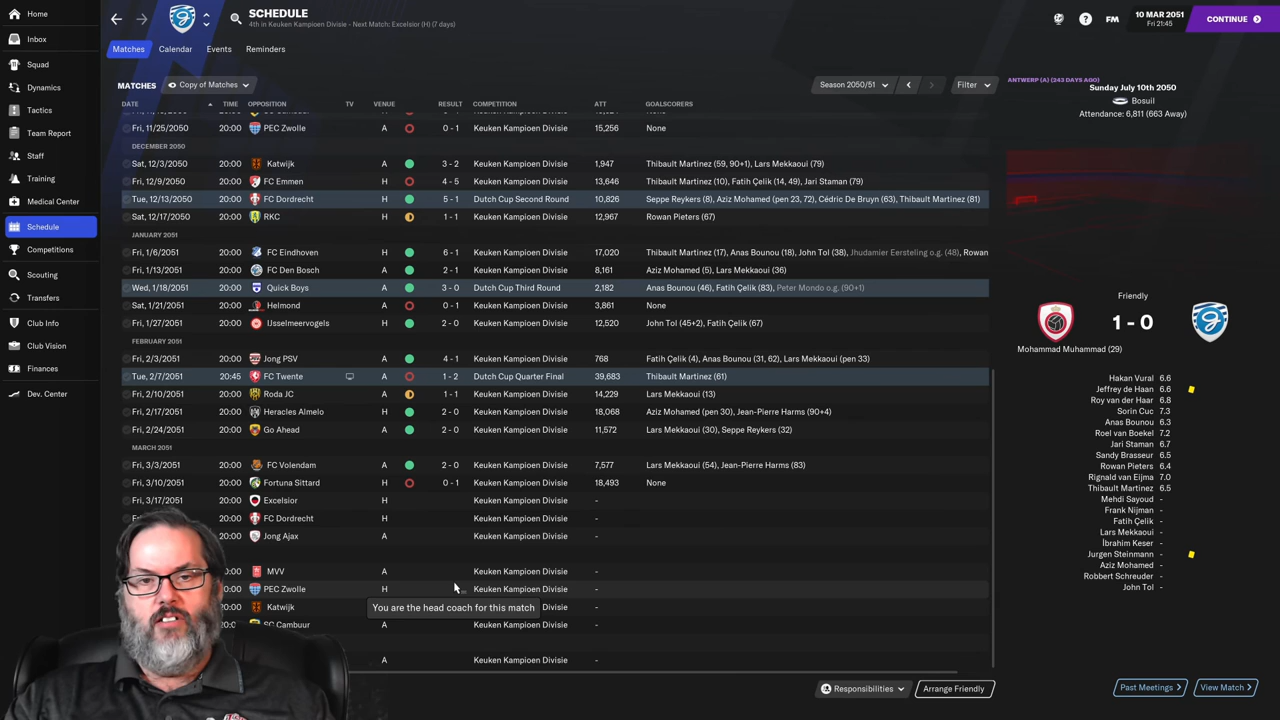 Home
SCHEDULE
4th in Keuken Kampioen Divisie - Next Match: Excelsior (H) (7 days)
FM
10 MAR 2051
Fri 21:45
CONTINUE
Inbox
Squad
Dynamics
Tactics
Team Report
Staff
Training
Medical Center
Schedule
Competitions
Scouting
Transfers
Club Info
Club Vision
Finances
Dev. Center
Matches Calendar Events Reminders
MATCHES Copy of Matches Season 2050/51 Filter
DATE TIME OPPOSITION TV VENUE RESULT COMPETITION ATT GOALSCORERS
Fri, 11/25/2050 20:00 PEC Zwolle A 0 - 1 Keuken Kampioen Divisie 15,256 None
DECEMBER 2050
Sat, 12/3/2050 20:00 Katwijk A 3 - 2 Keuken Kampioen Divisie 1,947 Thibault Martinez (59, 90+1), Lars Mekkaoui (79)
Fri, 12/9/2050 20:00 FC Emmen H 4 - 5 Keuken Kampioen Divisie 13,646 Thibault Martinez (10), Fatih Çelik (14, 49), Jari Staman (79)
Tue, 12/13/2050 20:00 FC Dordrecht H 5 - 1 Dutch Cup Second Round 10,826 Seppe Reykers (8), Aziz Mohamed (pen 23, 72), Cédric De Bruyn (63), Thibault Martinez (81)
Sat, 12/17/2050 20:00 RKC H 1 - 1 Keuken Kampioen Divisie 12,967 Rowan Pieters (67)
JANUARY 2051
Fri, 1/6/2051 20:00 FC Eindhoven H 6 - 1 Keuken Kampioen Divisie 17,020 Thibault Martinez (17), Anas Bounou (18), John Tol (38), Jhudamier Eersteling o.g. (48), Rowan
Fri, 1/13/2051 20:00 FC Den Bosch A 2 - 1 Keuken Kampioen Divisie 8,161 Aziz Mohamed (5), Lars Mekkaoui (36)
Wed, 1/18/2051 20:00 Quick Boys A 3 - 0 Dutch Cup Third Round 2,182 Anas Bounou (46), Fatih Çelik (83), Peter Mondo o.g. (90+1)
Sat, 1/21/2051 20:00 Helmond A 0 - 1 Keuken Kampioen Divisie 3,861 None
Fri, 1/27/2051 20:00 IJsselmeervogels H 2 - 0 Keuken Kampioen Divisie 12,520 John Tol (45+2), Fatih Çelik (67)
FEBRUARY 2051
Fri, 2/3/2051 20:00 Jong PSV A 4 - 1 Keuken Kampioen Divisie 768 Fatih Çelik (4), Anas Bounou (31, 62), Lars Mekkaoui (pen 33)
Tue, 2/7/2051 20:45 FC Twente A 1 - 2 Dutch Cup Quarter Final 39,683 Thibault Martinez (61)
Fri, 2/10/2051 20:00 Roda JC A 1 - 1 Keuken Kampioen Divisie 14,229 Lars Mekkaoui (13)
Fri, 2/17/2051 20:00 Heracles Almelo H 2 - 0 Keuken Kampioen Divisie 18,068 Aziz Mohamed (pen 30), Jean-Pierre Harms (90+4)
Fri, 2/24/2051 20:00 Go Ahead A 2 - 0 Keuken Kampioen Divisie 11,572 Lars Mekkaoui (30), Seppe Reykers (32)
MARCH 2051
Fri, 3/3/2051 20:00 FC Volendam A 2 - 0 Keuken Kampioen Divisie 7,577 Lars Mekkaoui (54), Jean-Pierre Harms (83)
Fri, 3/10/2051 20:00 Fortuna Sittard H 0 - 1 Keuken Kampioen Divisie 18,493 None
Fri, 3/17/2051 20:00 Excelsior H Keuken Kampioen Divisie -
20:00 FC Dordrecht H Keuken Kampioen Divisie -
20:00 Jong Ajax A Keuken Kampioen Divisie -
MVV A Keuken Kampioen Divisie -
PEC Zwolle H Keuken Kampioen Divisie -
Katwijk Divisie -
You are the head coach for this match
SC Cambuur A Keuken Kampioen Divisie -
A Keuken Kampioen Divisie -
Responsibilities Arrange Friendly
ANTWERP (A) (243 DAYS AGO)
Sunday July 10th 2050
Bosuil
Attendance: 6,811 (663 Away)
Friendly
1 - 0
Mohammad Muhammad (29)
Hakan Vural 6.6
Jeffrey de Haan 6.6
Roy van der Haar 6.8
Sorin Cuc 7.3
Anas Bounou 6.3
Roel van Boekel 7.2
Jari Staman 6.7
Sandy Brasseur 6.5
Rowan Pieters 6.4
Rignald van Eijma 7.0
Thibault Martinez 6.5
Mehdi Sayoud -
Frank Nijman -
Fatih Çelik -
Lars Mekkaoui -
İbrahim Keser -
Jurgen Steinmann -
Aziz Mohamed -
Robbert Schreuder -
John Tol -
Past Meetings View Match